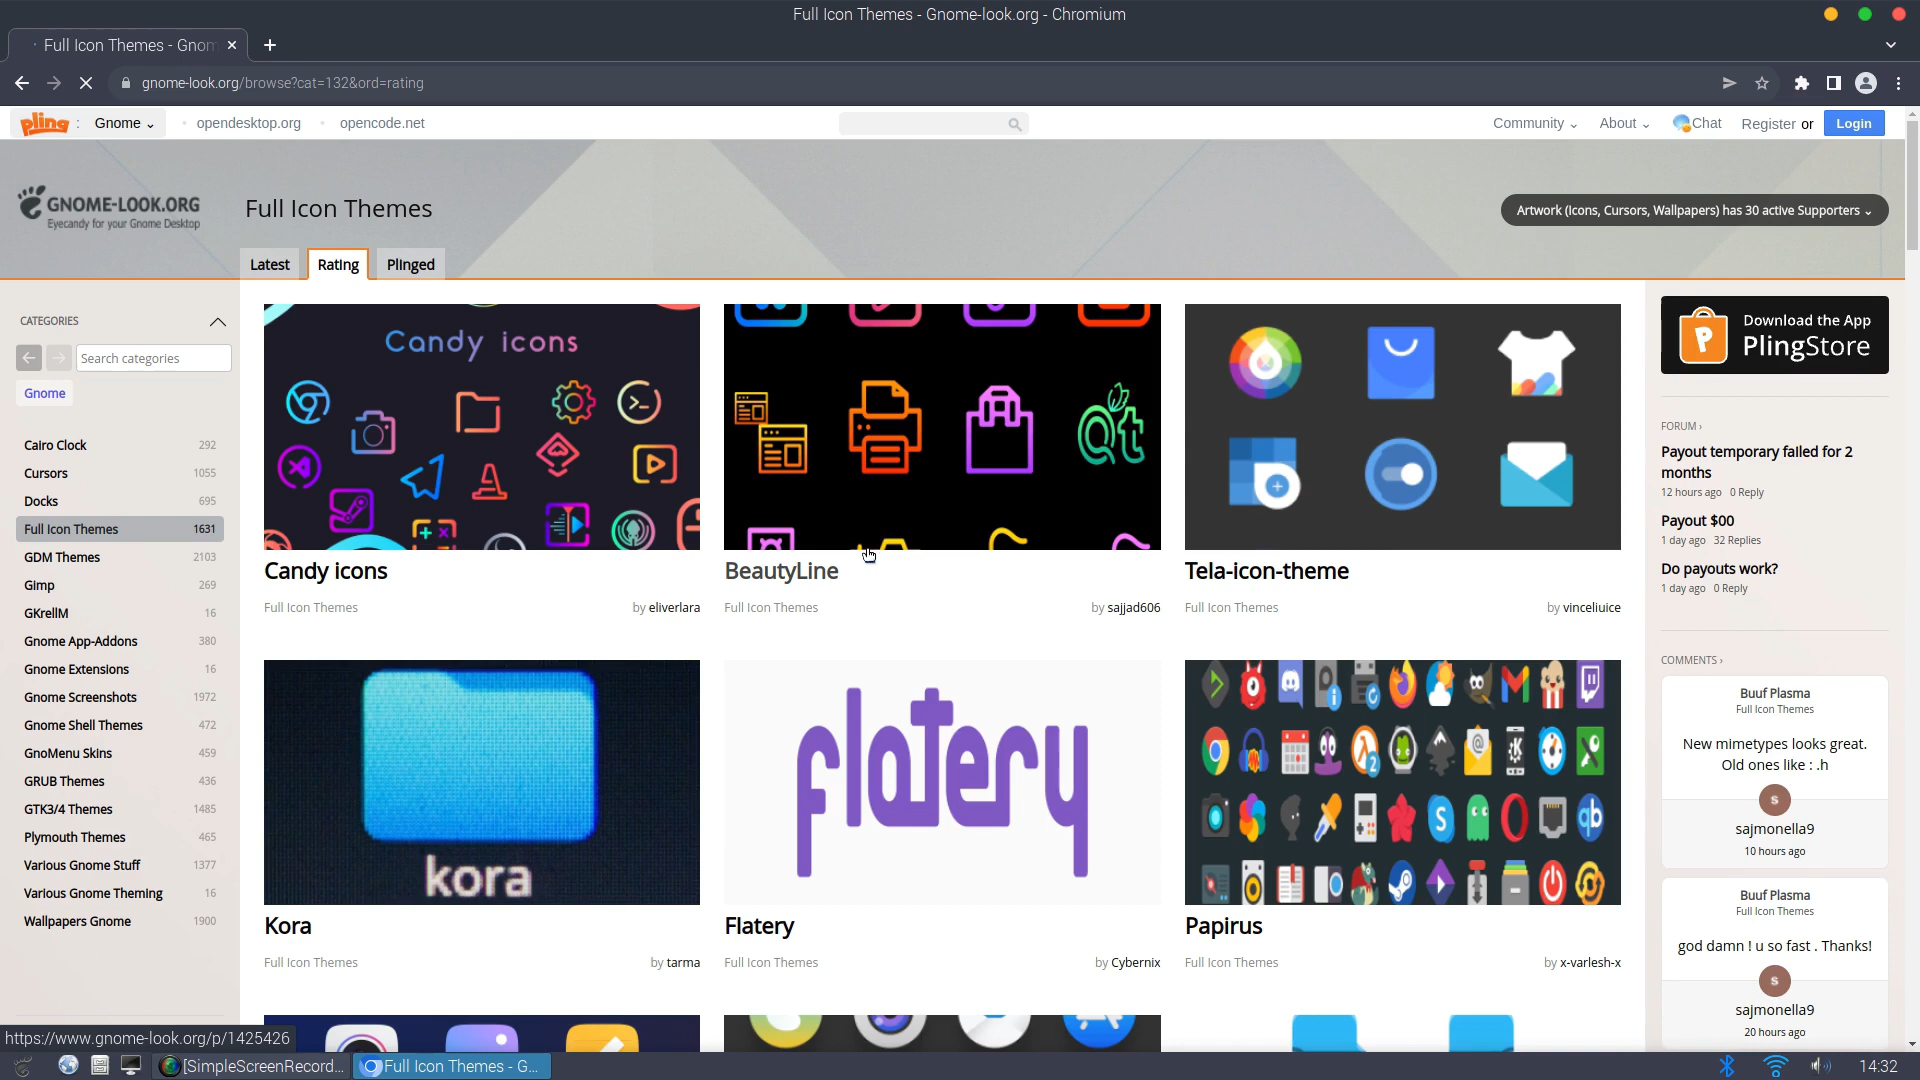 Full Icon Themes - Gnome-look.org - Chromium
Full Icon Themes - Gnom
gnome-look.org/browse?cat=132&ord=rating
pling :
Gnome
opendesktop.org
opencode.net
Community
About
Chat
Register or
Login
GNOME-LOOK.ORG
Eyecandy for your Gnome Desktop
Full Icon Themes
Artwork (Icons, Cursors, Wallpapers) has 30 active Supporters
Latest
Rating
Plinged
CATEGORIES
Search categories
Gnome
Cairo Clock 292
Cursors 1055
Docks 695
Full Icon Themes 1631
GDM Themes 2103
Gimp 269
GKrellM 16
Gnome App-Addons 380
Gnome Extensions 16
Gnome Screenshots 1972
Gnome Shell Themes 472
GnoMenu Skins 459
GRUB Themes 436
GTK3/4 Themes 1485
Plymouth Themes 465
Various Gnome Stuff 1377
Various Gnome Theming 16
Wallpapers Gnome 1900
Candy icons
Candy icons
Full Icon Themes
by eliverlara
Qt
BeautyLine
Full Icon Themes
by sajjad606
Tela-icon-theme
Full Icon Themes
by vinceliuice
kora
Kora
Full Icon Themes
by tarma
flatery
Flatery
Full Icon Themes
by Cybernix
Papirus
Full Icon Themes
by x-varlesh-x
Download the App
PlingStore
FORUM ›
Payout temporary failed for 2
months
12 hours ago 0 Reply
Payout $00
1 day ago 32 Replies
Do payouts work?
1 day ago 0 Reply
COMMENTS ›
Buuf Plasma
Full Icon Themes
New mimetypes looks great.
Old ones like : .h
S
sajmonella9
10 hours ago
Buuf Plasma
Full Icon Themes
god damn ! u so fast . Thanks!
S
sajmonella9
20 hours ago
https://www.gnome-look.org/p/1425426
[SimpleScreenRecord...
Full Icon Themes - G...
14:32